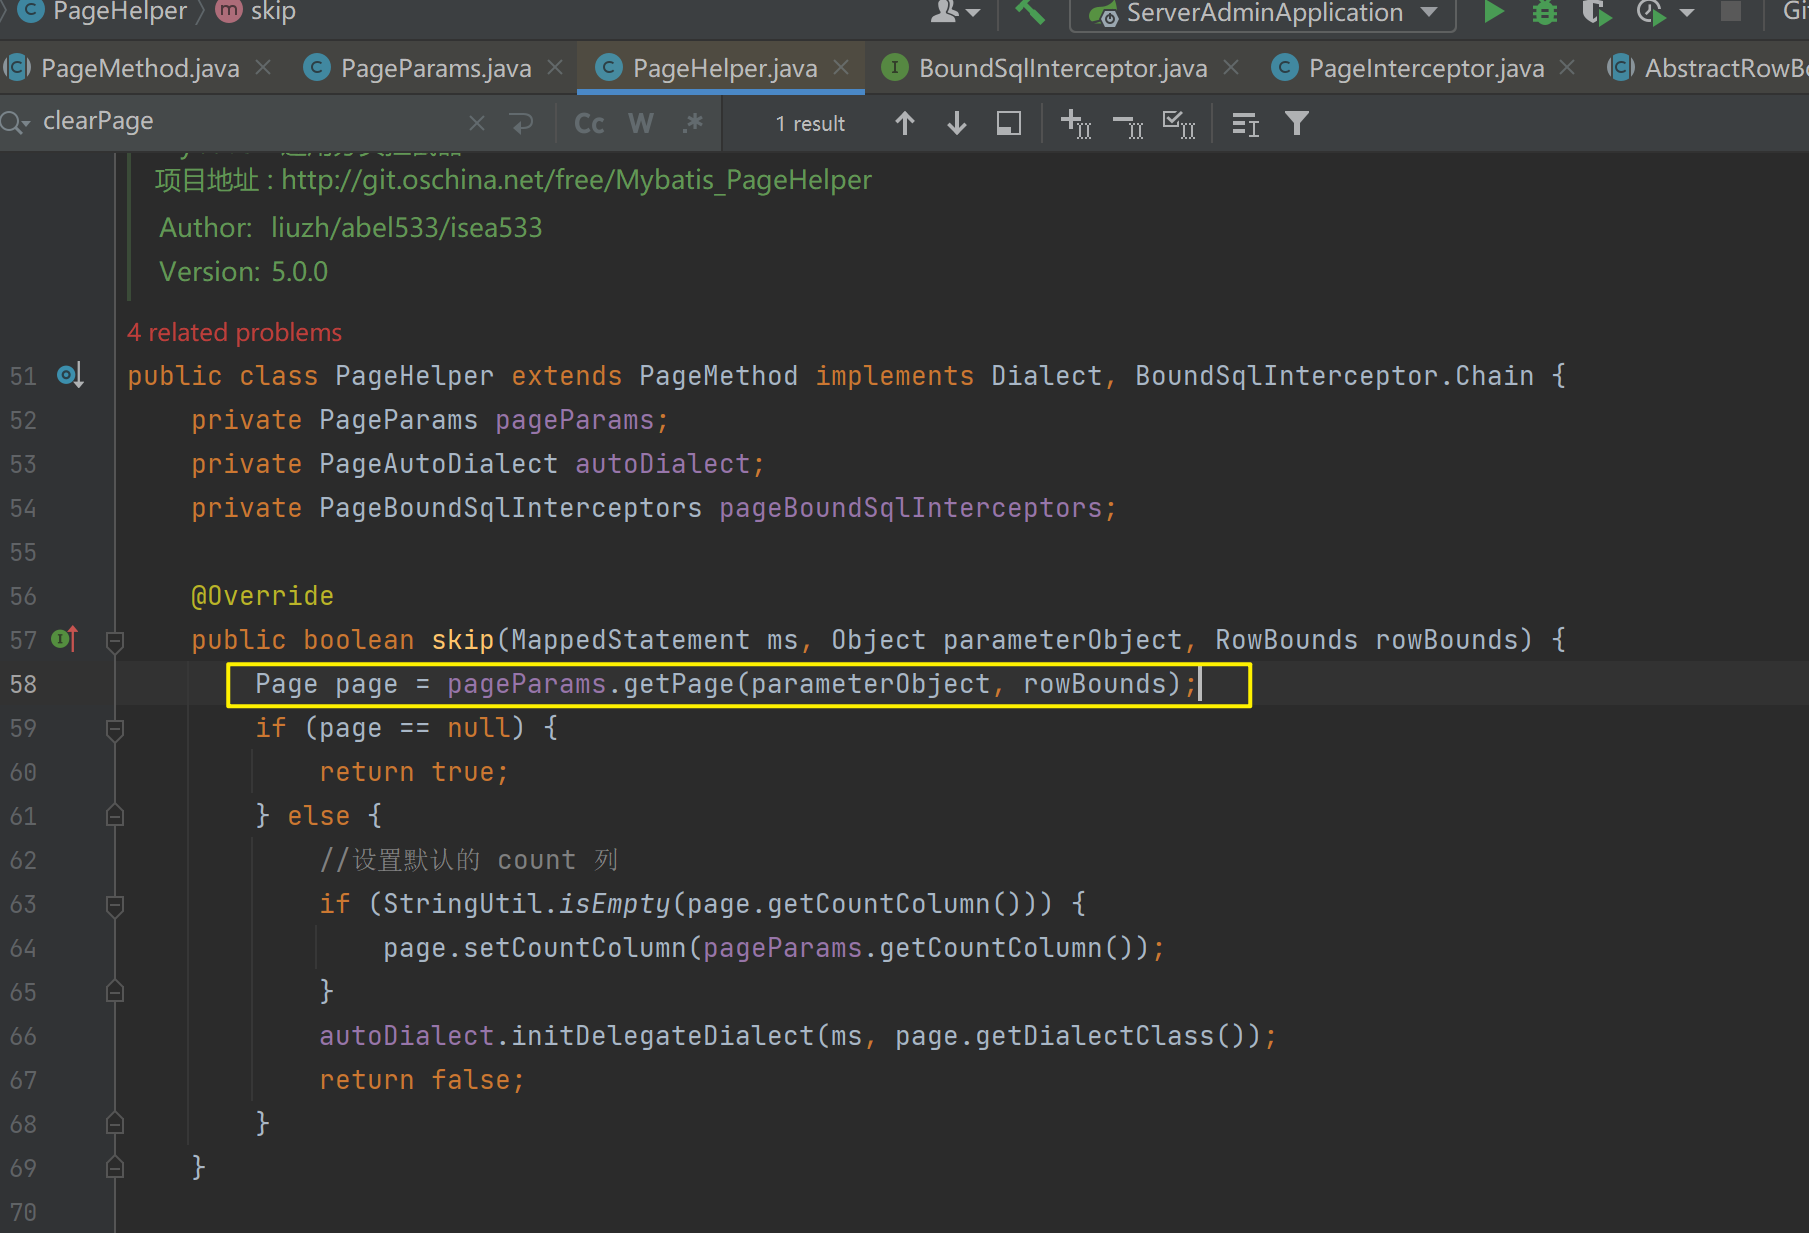 PageHelper 〉 m skip
ServerAdminApplication
Gi
PageMethod.java PageParams.java PageHelper.java BoundSqlInterceptor.java PageInterceptor.java AbstractRowBo
clearPage Cc W .* 1 result
项目地址 : http://git.oschina.net/free/Mybatis_PageHelper
Author: liuzh/abel533/isea533
Version: 5.0.0
4 related problems
51 public class PageHelper extends PageMethod implements Dialect, BoundSqlInterceptor.Chain {
52 private PageParams pageParams;
53 private PageAutoDialect autoDialect;
54 private PageBoundSqlInterceptors pageBoundSqlInterceptors;
55
56 @Override
57 public boolean skip(MappedStatement ms, Object parameterObject, RowBounds rowBounds) {
58 Page page = pageParams.getPage(parameterObject, rowBounds);
59 if (page == null) {
60 return true;
61 } else {
62 //设置默认的 count 列
63 if (StringUtil.isEmpty(page.getCountColumn())) {
64 page.setCountColumn(pageParams.getCountColumn());
65 }
66 autoDialect.initDelegateDialect(ms, page.getDialectClass());
67 return false;
68 }
69 }
70